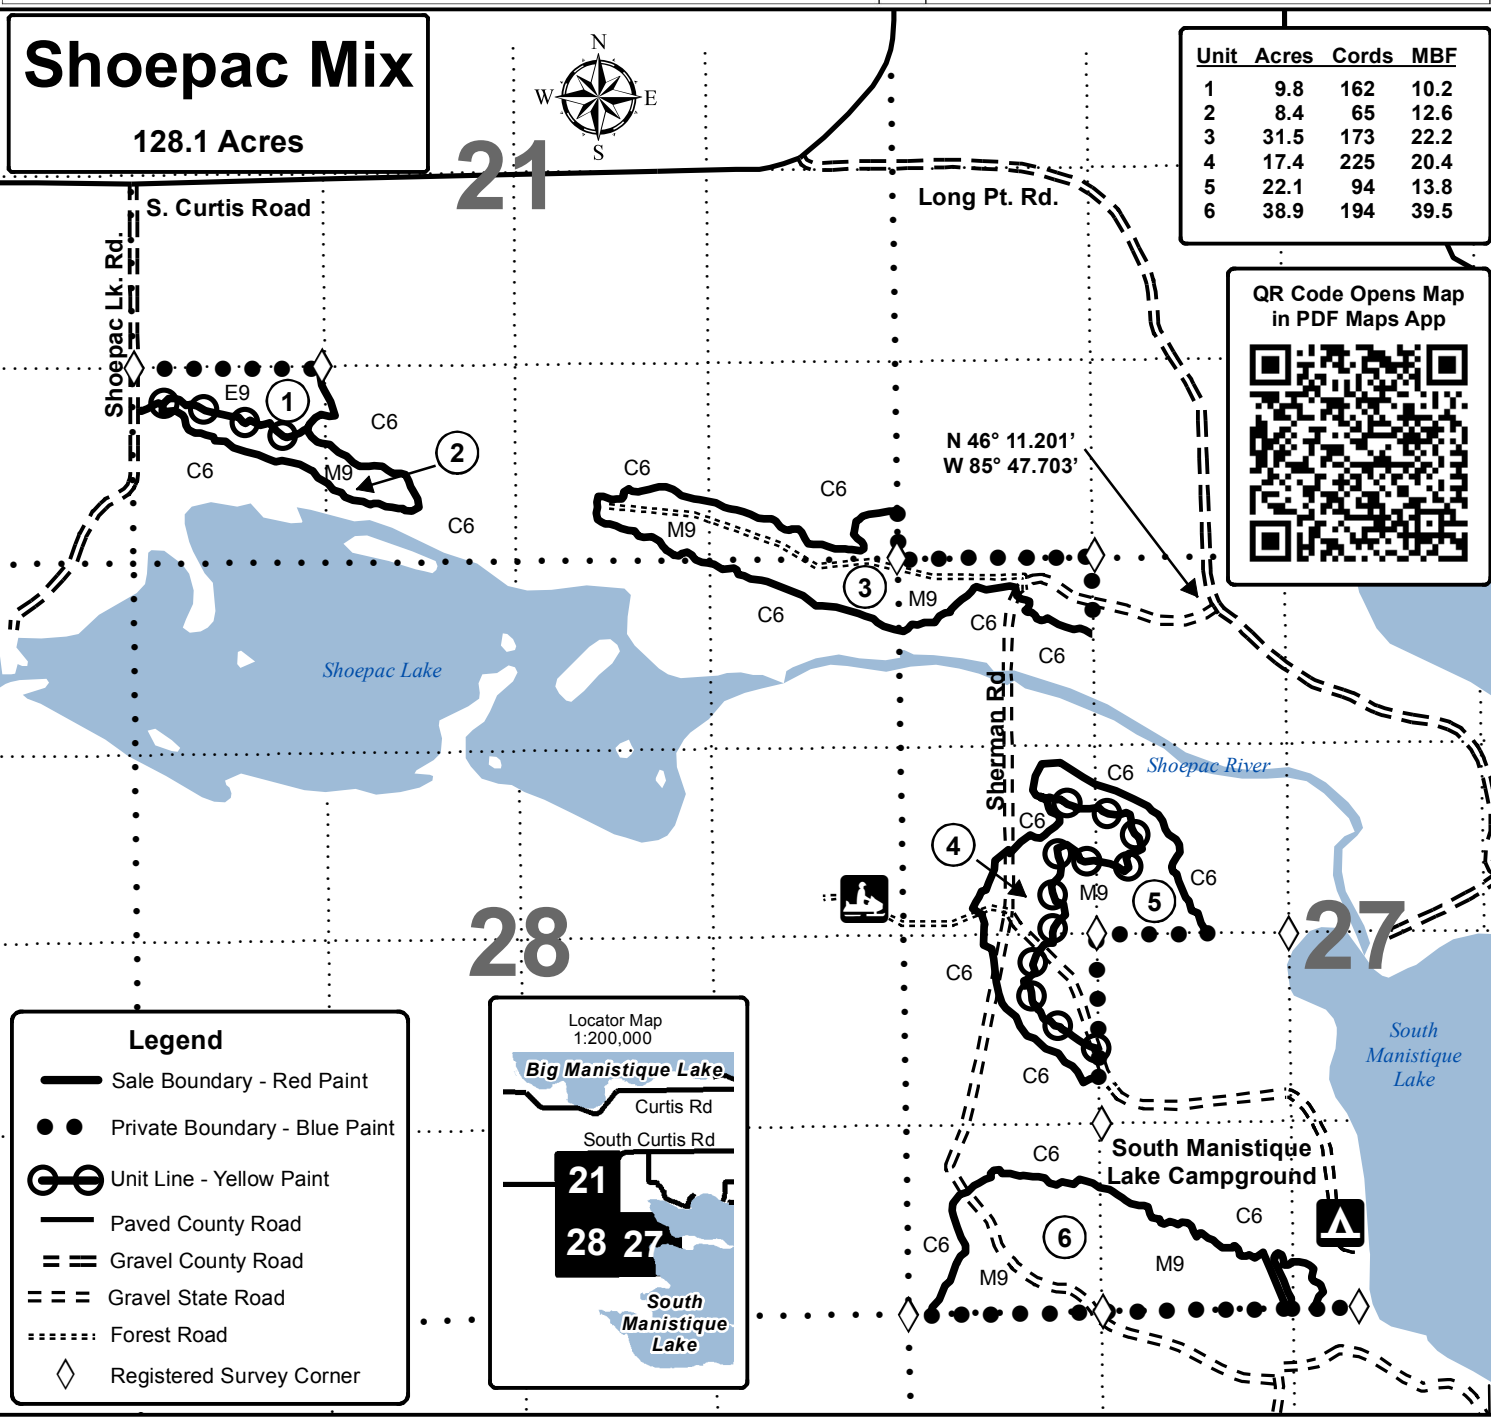 Shoepac Mix
128.1 Acres
N
W E
S
Unit Acres Cords MBF
1 9.8 162 10.2
2 8.4 65 12.6
3 31.5 173 22.2
4 17.4 225 20.4
5 22.1 94 13.8
6 38.9 194 39.5
21
S. Curtis Road
Long Pt. Rd.
Shoepac Lk. Rd.
QR Code Opens Map
in PDF Maps App
E9
1
C6
2
C6
M9
C6
N 46° 11.201'
W 85° 47.703'
C6
C6
M9
3
M9
C6
C6
C6
Shoepac Lake
Sherman Rd
Shoepac River
C6
C6
4
M9
5
C6
28
27
C6
C6
South
Manistique
Lake
South Manistique
Lake Campground
C6
C6
C6
6
M9
M9
Legend
Sale Boundary - Red Paint
Private Boundary - Blue Paint
Unit Line - Yellow Paint
Paved County Road
Gravel County Road
Gravel State Road
Forest Road
Registered Survey Corner
Locator Map
1:200,000
Big Manistique Lake
Curtis Rd
South Curtis Rd
21
28 27
South
Manistique
Lake